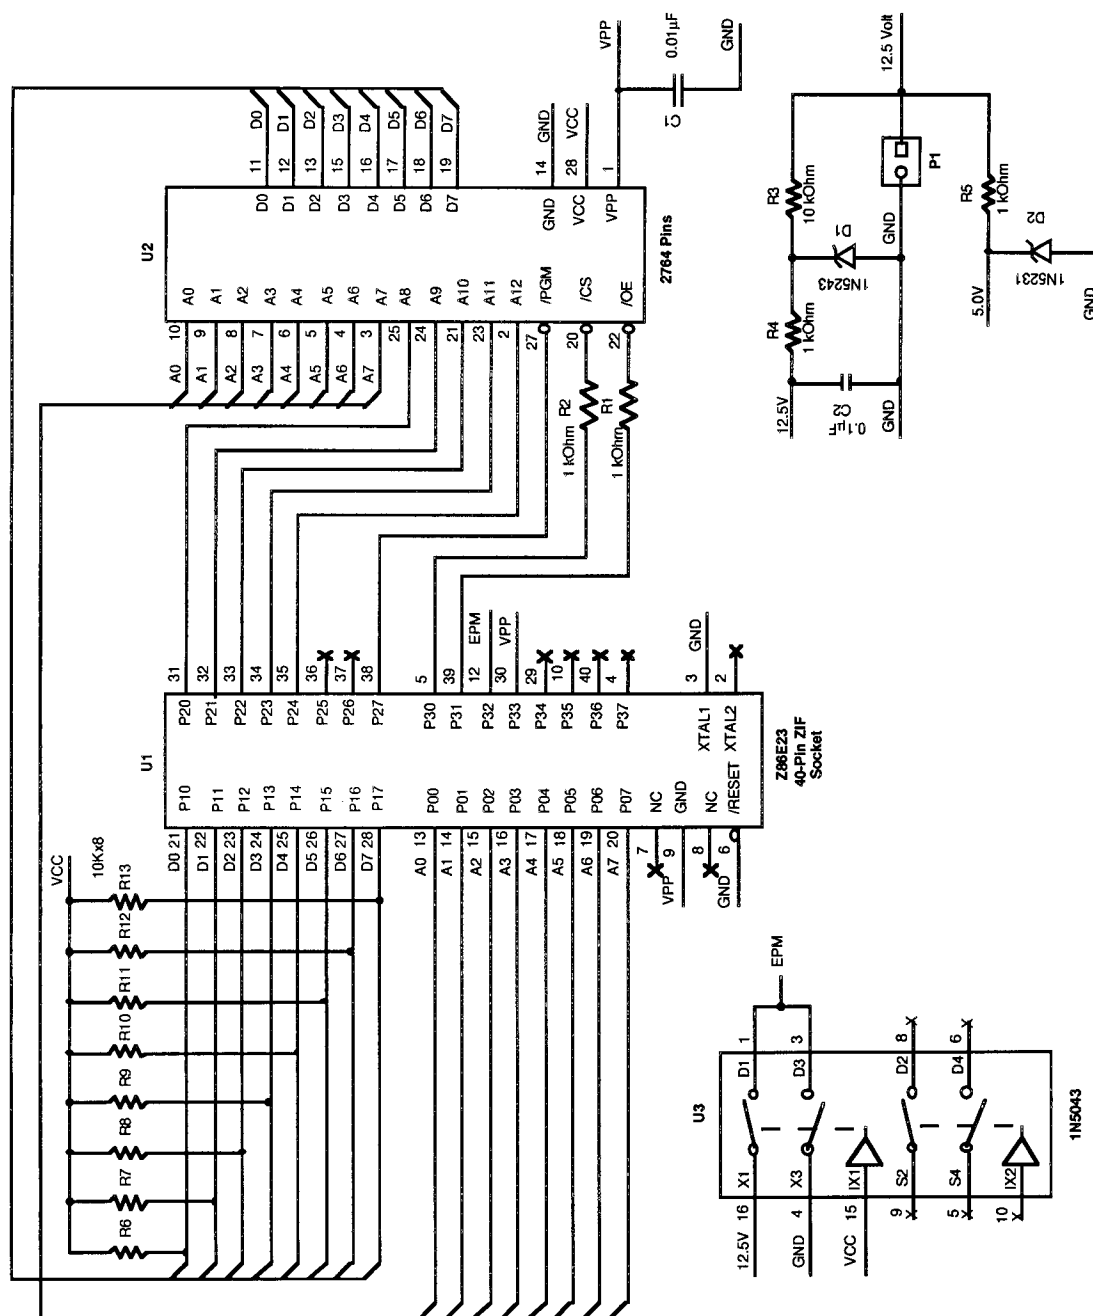 VCC
10Kx8
R6
R7
R8
R9
R10
R11
R12
R13
U1
D0 21 P10
D1 22 P11
D2 23 P12
D3 24 P13
D4 25 P14
D5 26 P15
D6 27 P16
D7 28 P17
A0 13 P00
A1 14 P01
A2 15 P02
A3 16 P03
A4 17 P04
A5 18 P05
A6 19 P06
A7 20 P07
7 NC
VPP 9 GND
8 NC
GND 6 /RESET
P20 31
P21 32
P22 33
P23 34
P24 35
P25 36
P26 37
P27 38
P30 5
P31 39
P32 12 EPM
P33 30 VPP
P34 29
P35 10
P36 40
P37 4
XTAL1 3 GND
XTAL2 2
Z86E23
40-Pin ZIF
Socket
1 kOhm R2
1 kOhm R1
U2
A0 10 A0
A1 9 A1
A2 8 A2
A3 7 A3
A4 6 A4
A5 5 A5
A6 4 A6
A7 3 A7
25 A8
24 A9
21 A10
23 A11
2 A12
27 /PGM
20 /CS
22 /OE
D0 11 D0
D1 12 D1
D2 13 D2
D3 15 D3
D4 16 D4
D5 17 D5
D6 18 D6
D7 19 D7
GND 14 GND
VCC 28 VCC
VPP 1 VPP
2764 Pins
C1
0.01µF
GND
U3
12.5V 16 X1 D1 1
GND 4 X3 D3 3
EPM
VCC 15 IX1
9 S2 D2 8
5 S4 D4 6
10 IX2
1N5043
12.5V
R4
1 kOhm
R3
10 kOhm
12.5 Volt
0.1µF
C3
GND
D1
1N5243
GND
P1
5.0V
R5
1 kOhm
D2
1N5231
GND